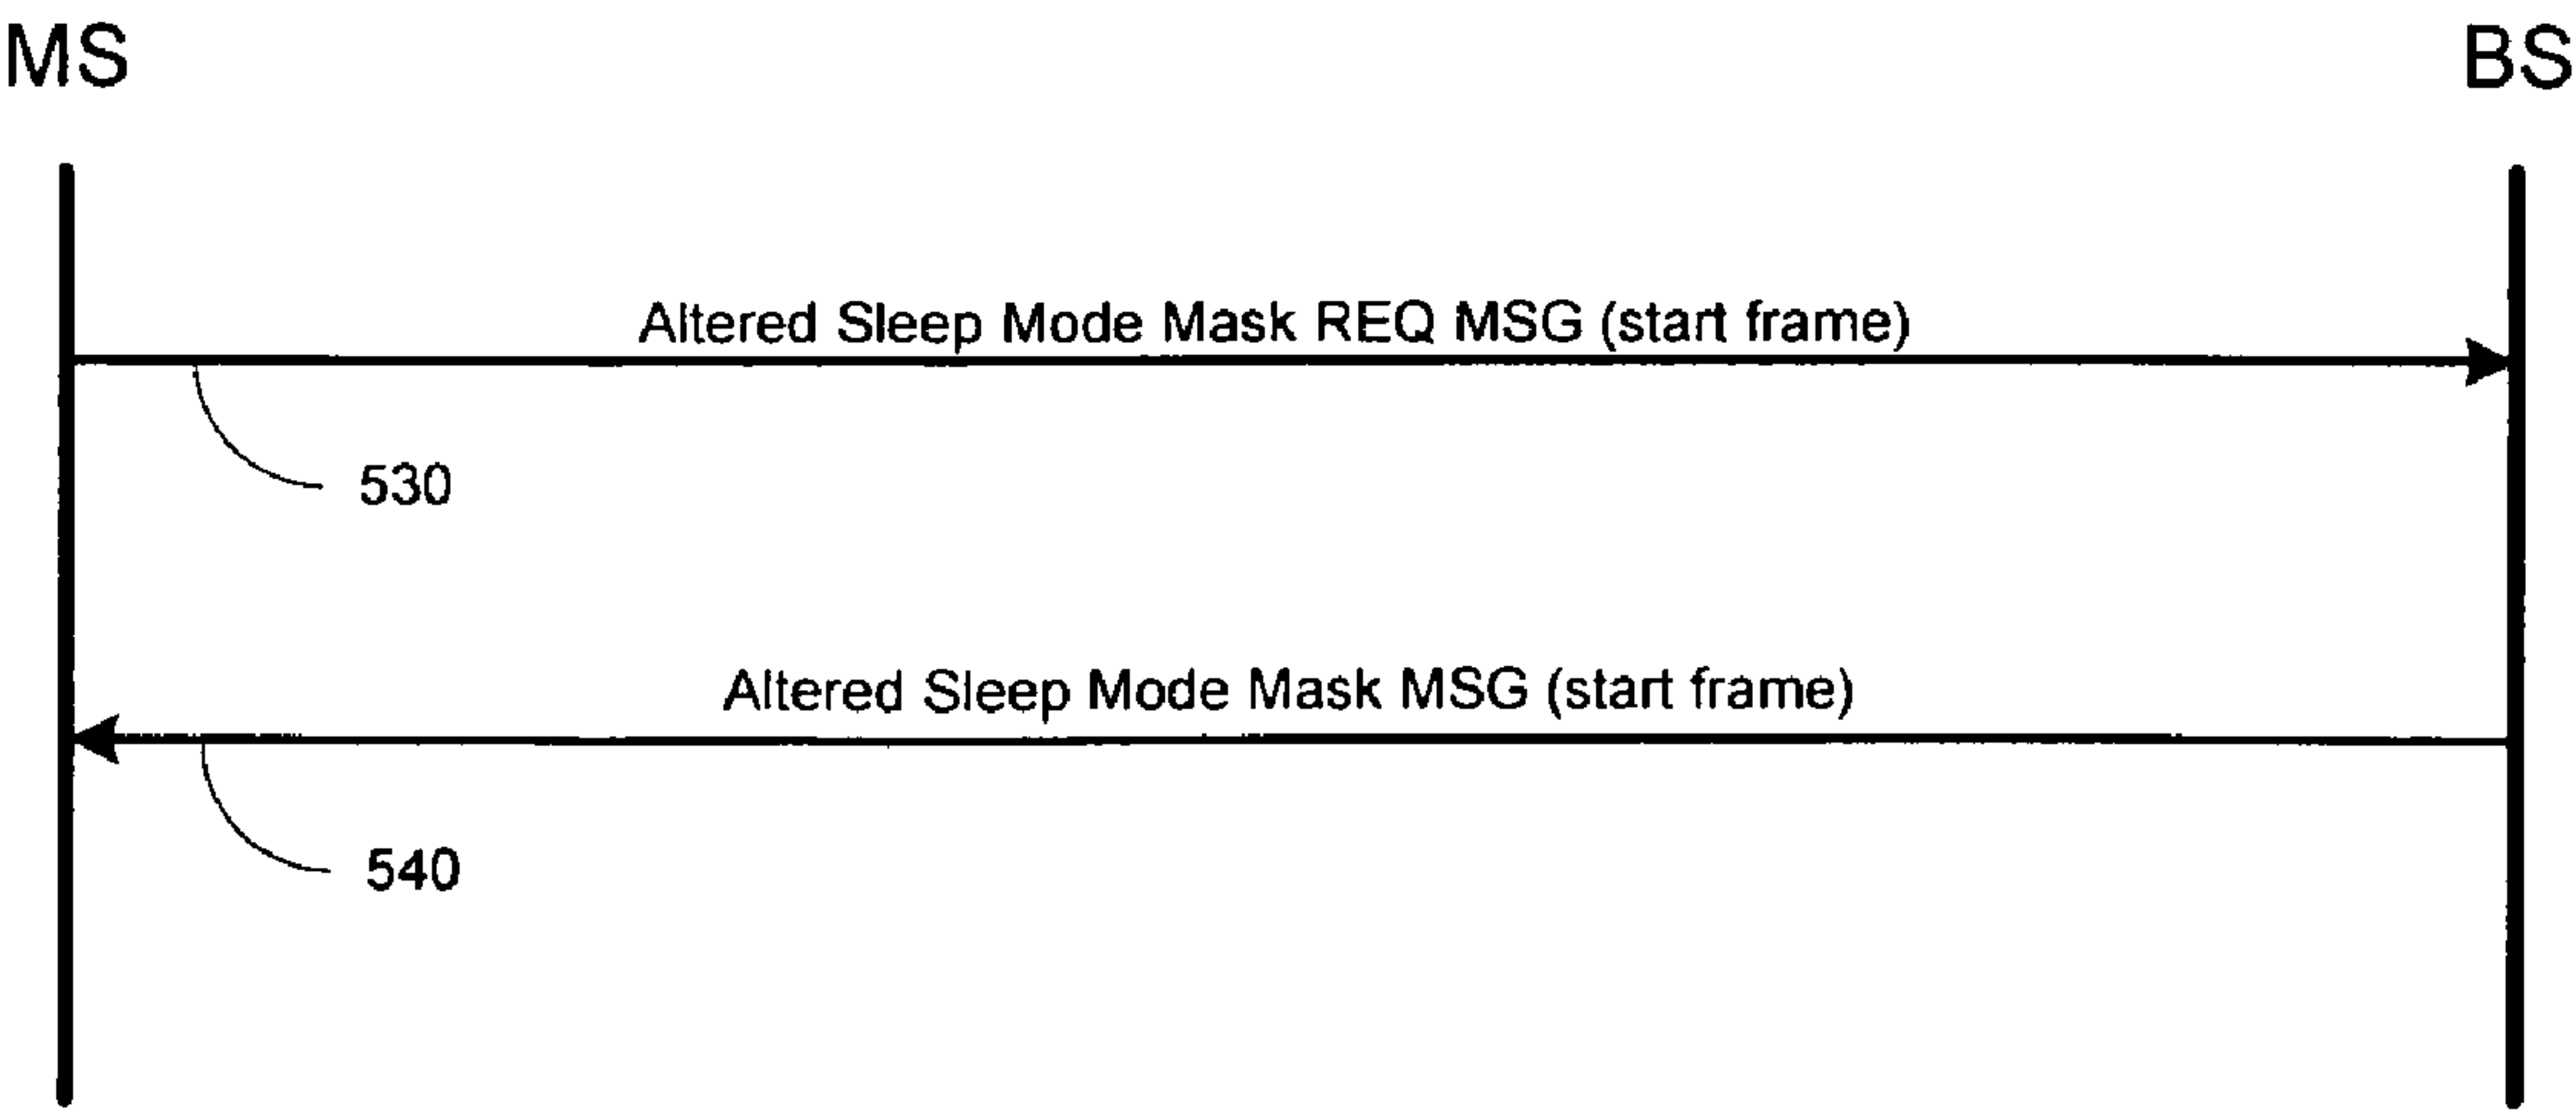 MS
BS
Altered Sleep Mode Mask REQ MSG (start frame)
530
Altered Sleep Mode Mask MSG (start frame)
540